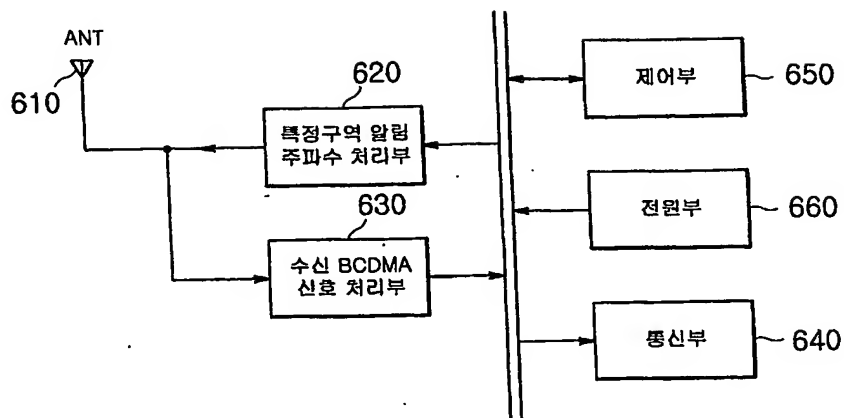 ANT
610
620
특정구역 알림
주파수 처리부
630
수신 BCDMA
신호 처리부
제어부
650
전원부
660
통신부
640